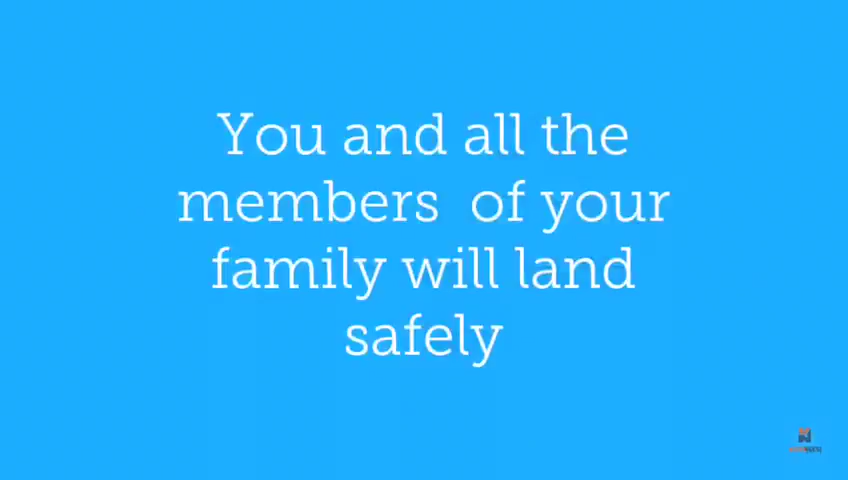 You and all the
members  of your
family will land
safely